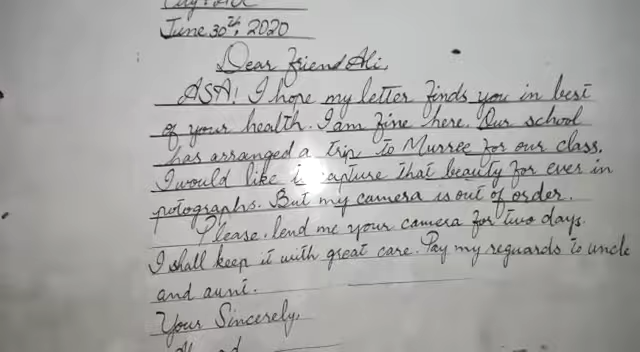 City: ABC
June 30th, 2020
Dear friend Ali,
ASA! I hope my letter finds you in best
of your health. I am fine here. Our school
has arranged a trip to Murree for our class.
I would like apture that beauty for ever in
potographs. But my camera is out of order.
Please, lend me your camera for two days.
I shall keep it with great care. Pay my reguards to uncle
and aunt.
Your Sincerely,